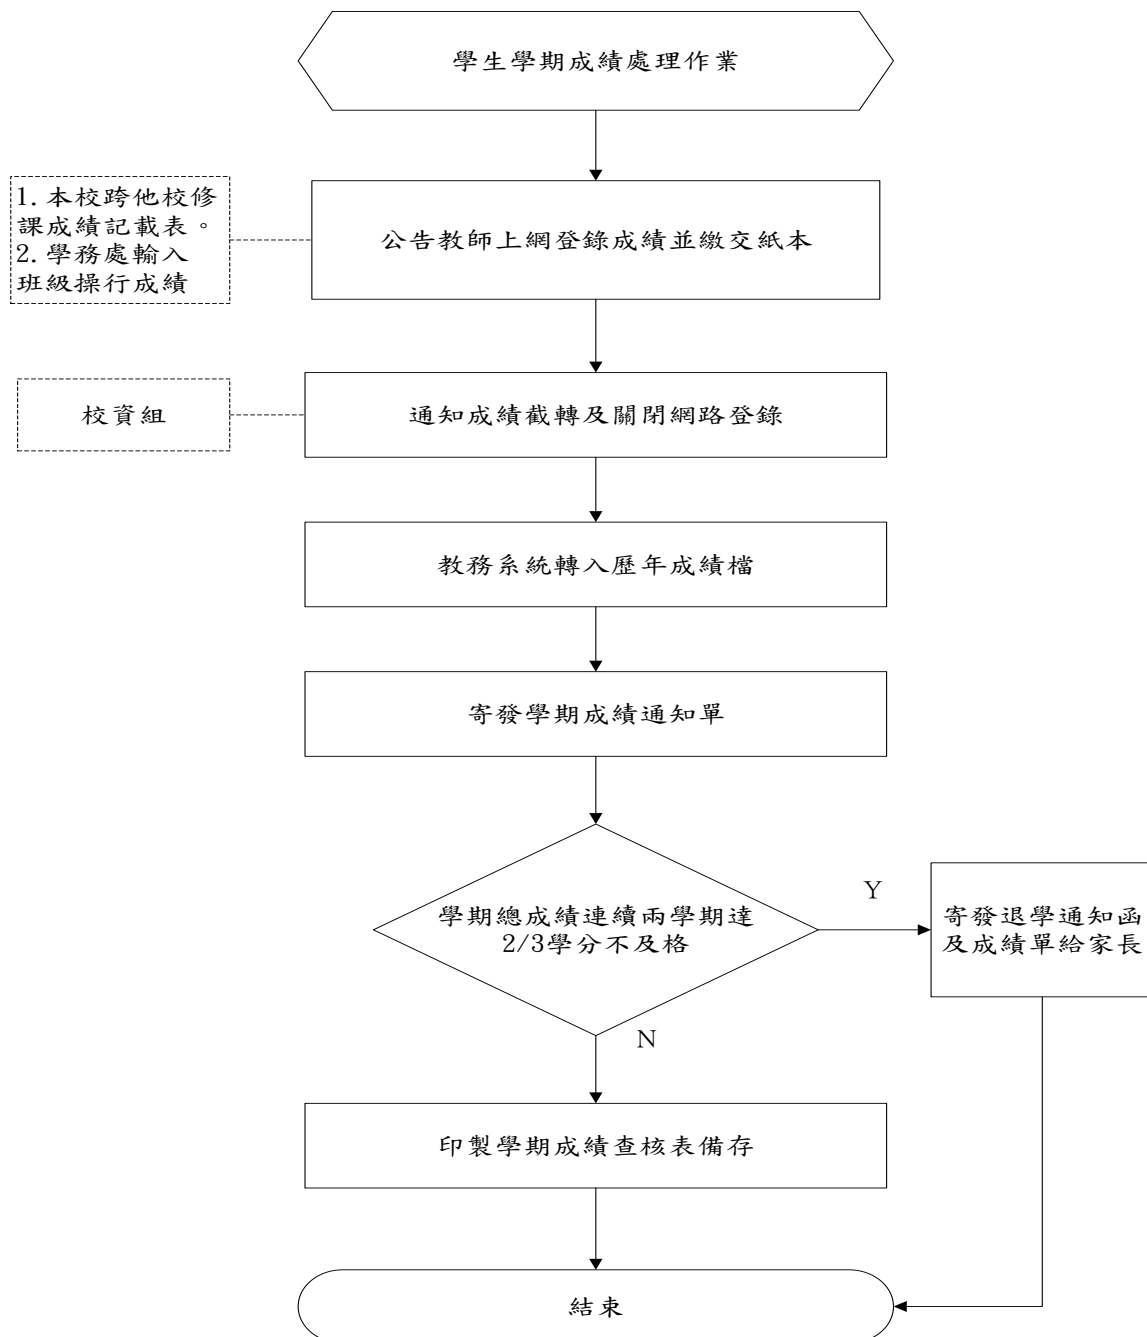 學生學期成績處理作業
1.本校跨他校修
課成績記載表。
2.學務處輸入
班級操行成績
公告教師上網登錄成績並繳交紙本
校資組
通知成績截轉及關閉網路登錄
教務系統轉入歷年成績檔
寄發學期成績通知單
學期總成績連續兩學期達
2/3學分不及格
Y
寄發退學通知函
及成績單給家長
N
印製學期成績查核表備存
結束